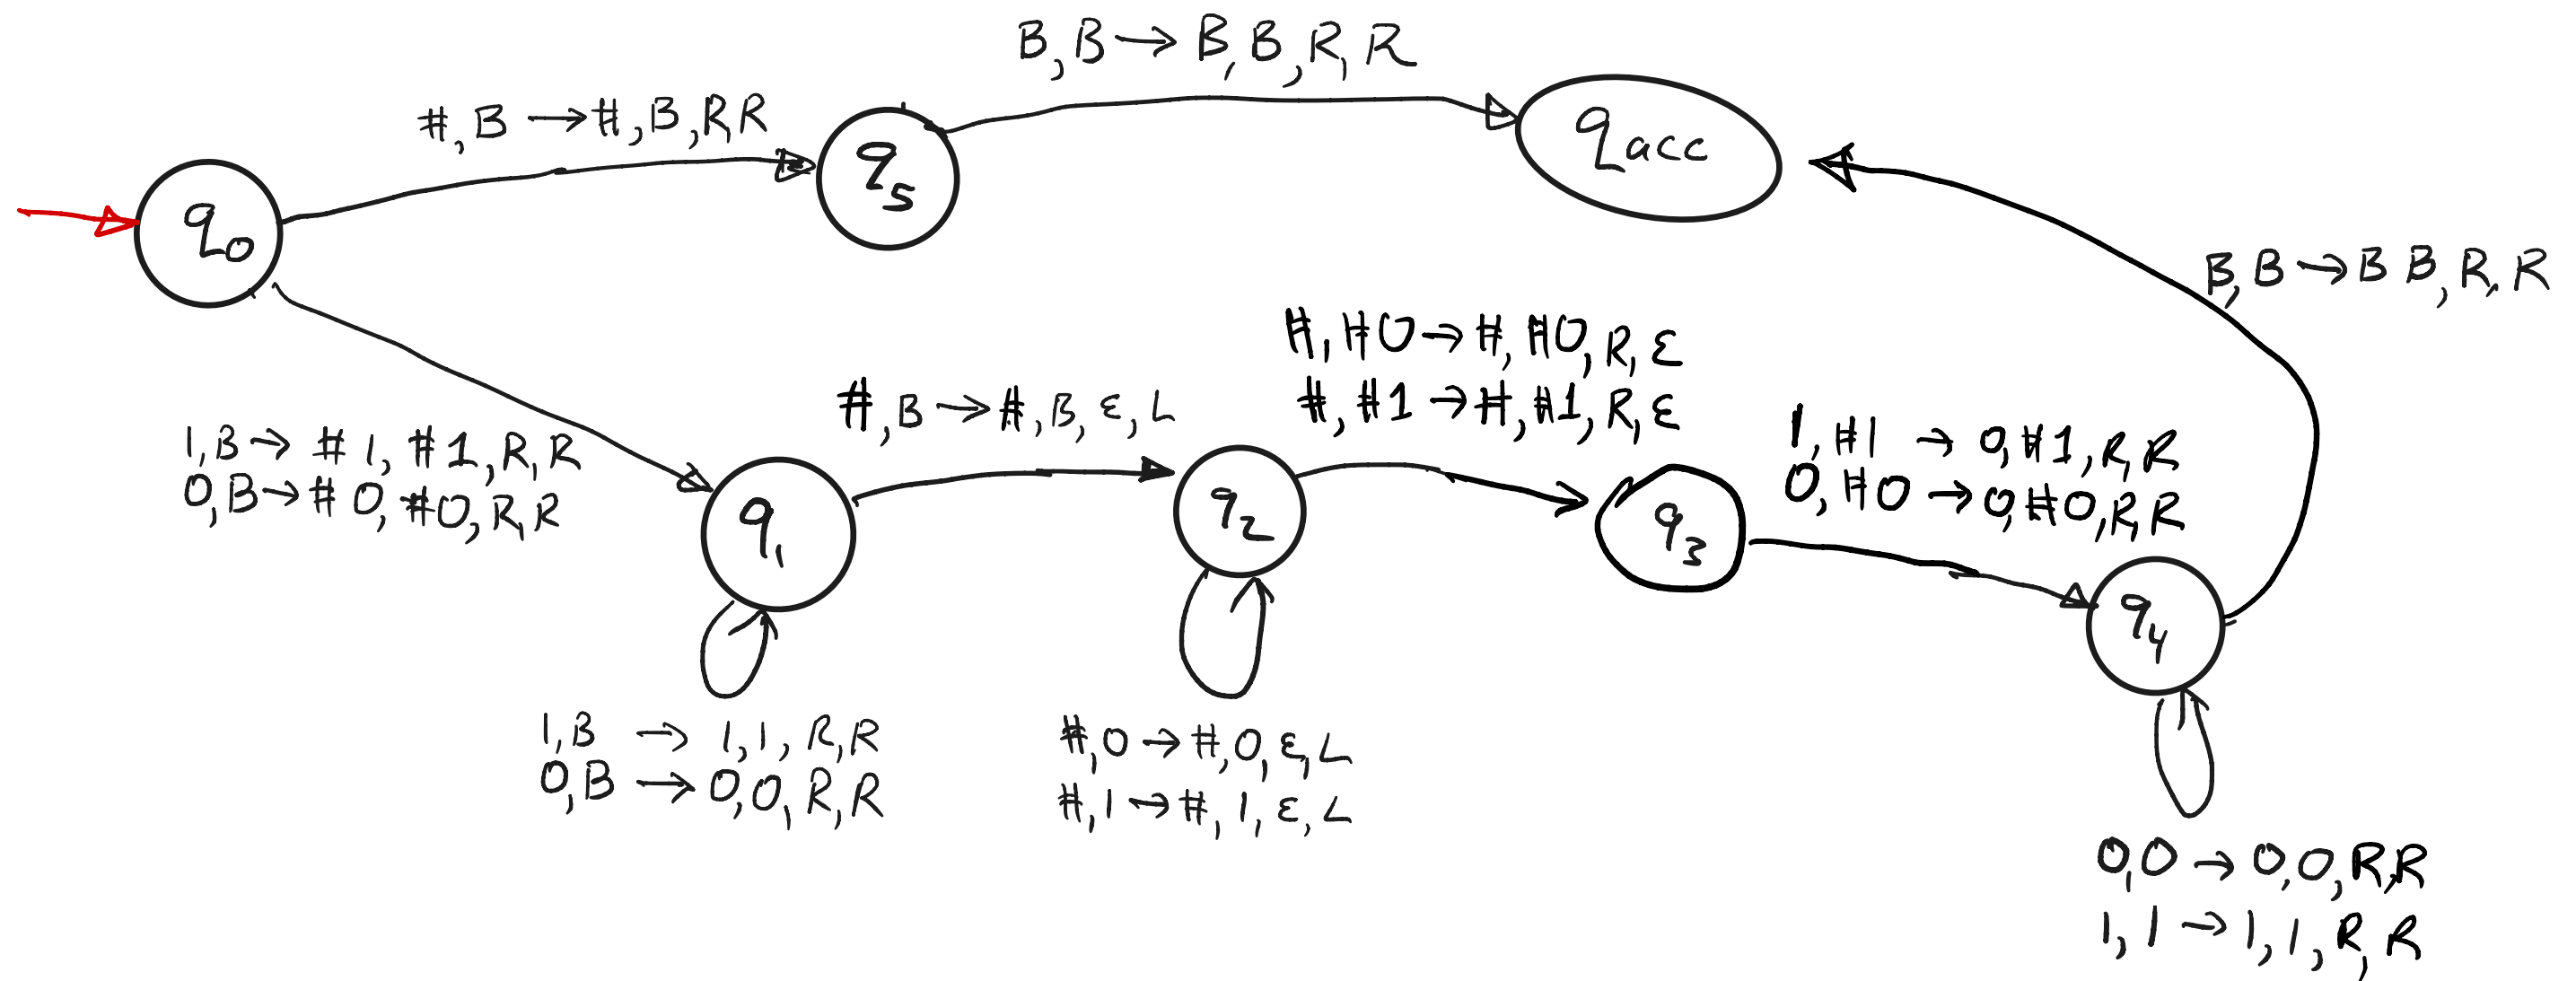 B,B→B,B,R,R
#,B→#,B,R,R
q0
q5
qacc
B,B→B B,R,R
#,#0→#,#0,R,ε
#,#1→#,#1,R,ε
#,B→#,B,ε,L
1,B→#1,#1,R,R
0,B→#0,#0,R,R
1,#1→0,#1,R,R
0,#0→0,#0,R,R
q1
q2
q3
q4
1,B→1,1,R,R
0,B→0,0,R,R
#,0→#,0,ε,L
#,1→#,1,ε,L
0,0→0,0,R,R
1,1→1,1,R,R